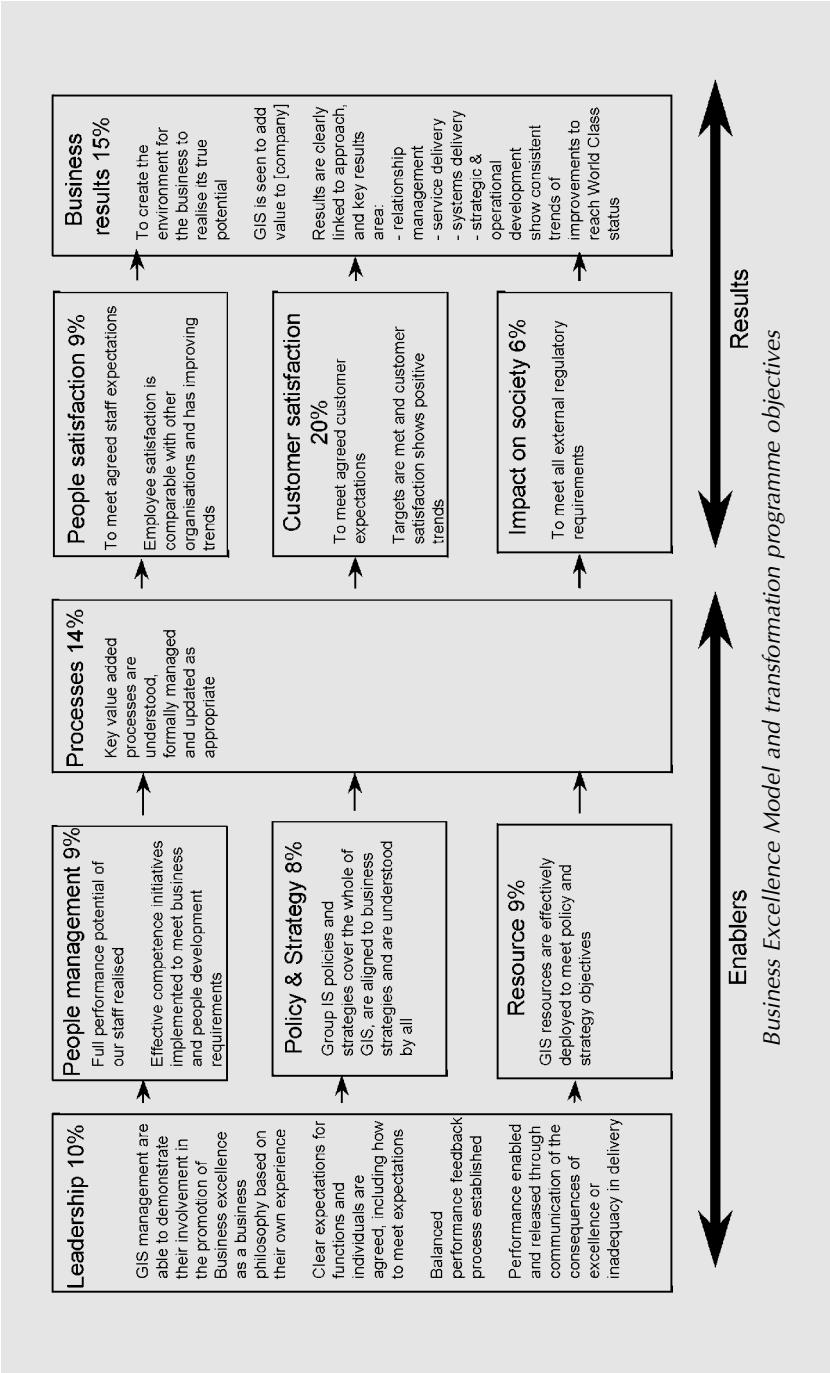 Leadership 10%
GIS management are
able to demonstrate
their involvement in
the promotion of
Business excellence
as a business
philosophy based on
their own experience
Clear expectations for
functions and
individuals are
agreed, including how
to meet expectations
Balanced
performance feedback
process established
Performance enabled
and released through
communication of the
consequences of
excellence or
inadequacy in delivery
People management 9%
Full performance potential of
our staff realised
Effective competence initiatives
implemented to meet business
and people development
requirements
Policy & Strategy 8%
Group IS policies and
strategies cover the whole of
GIS, are aligned to business
strategies and are understood
by all
Resource 9%
GIS resources are effectively
deployed to meet policy and
strategy objectives
Processes 14%
Key value added
processes are
understood,
formally managed
and updated as
appropriate
People satisfaction 9%
To meet agreed staff expectations
Employee satisfaction is
comparable with other
organisations and has improving
trends
Customer satisfaction
20%
To meet agreed customer
expectations
Targets are met and customer
satisfaction shows positive
trends
Impact on society 6%
To meet all external regulatory
requirements
Business
results 15%
To create the
environment for
the business to
realise its true
potential
GIS is seen to add
value to [company]
Results are clearly
linked to approach,
and key results
area:
- relationship
management
- service delivery
- systems delivery
- strategic &
operational
development
show consistent
trends of
improvements to
reach World Class
status
Enablers
Results
Business Excellence Model and transformation programme objectives